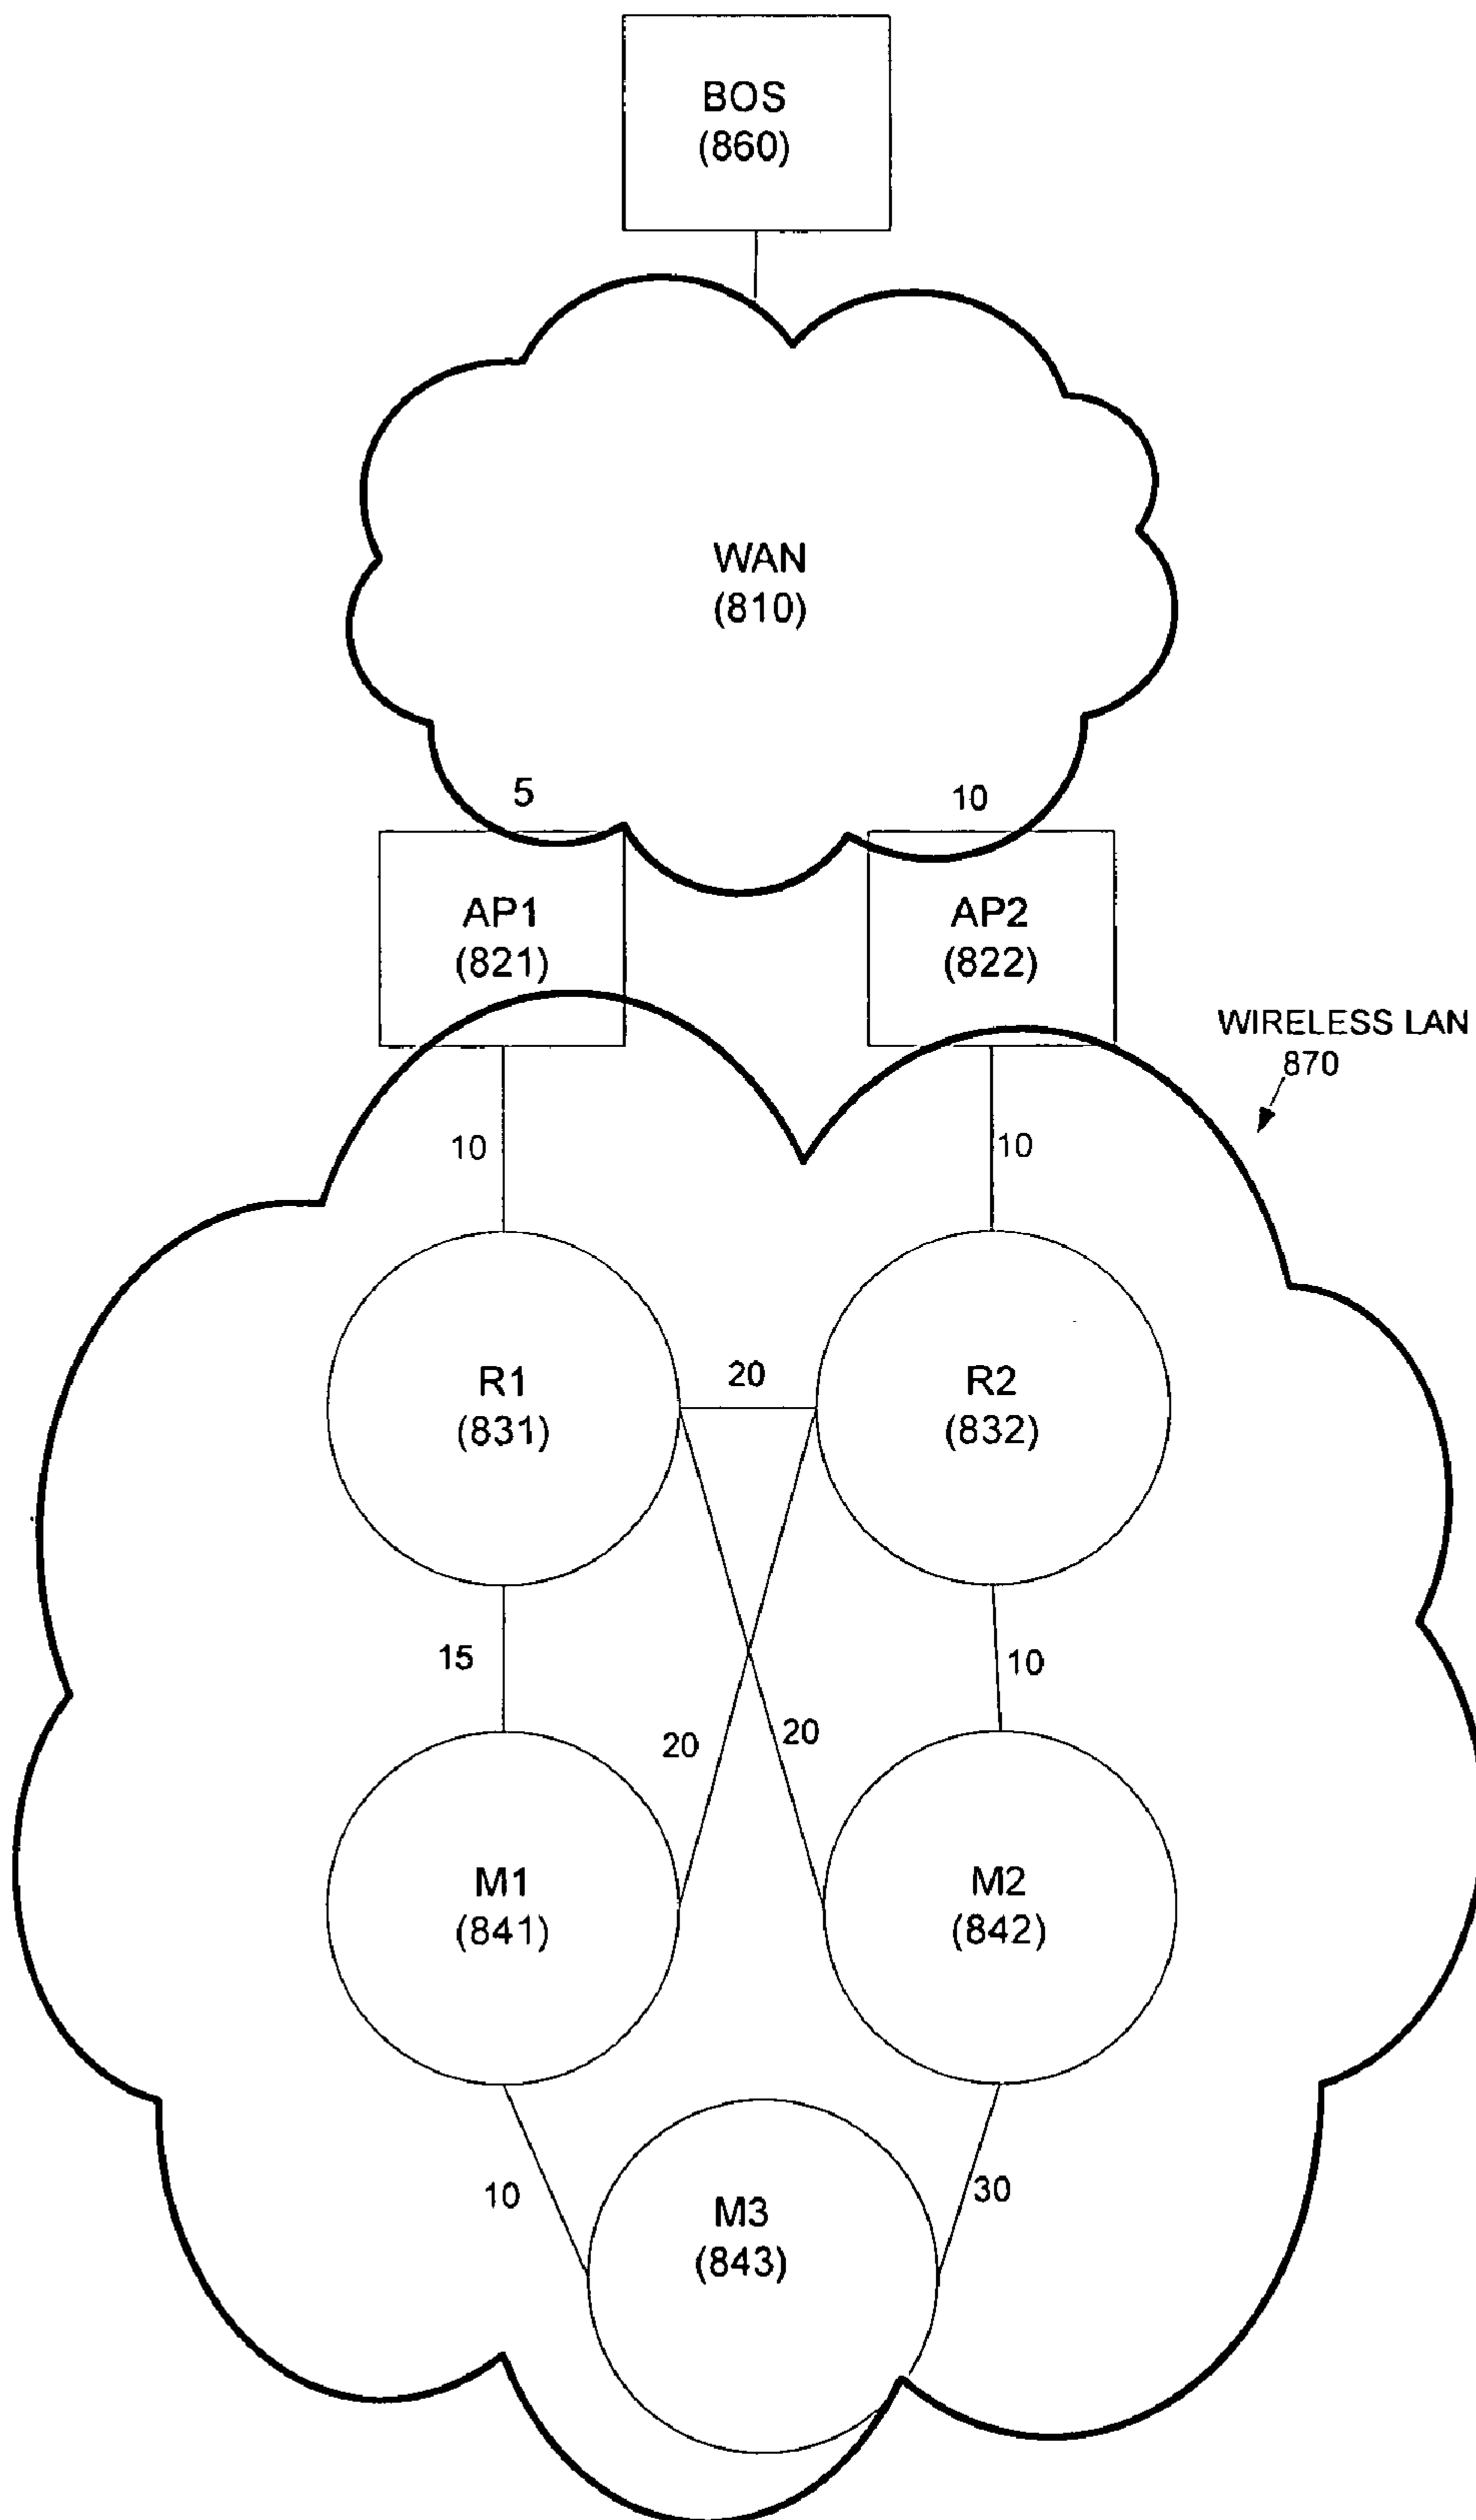 BOS
(860)
WAN
(810)
5
10
AP1
(821)
AP2
(822)
WIRELESS LAN
870
10
10
R1
(831)
20
R2
(832)
15
10
20
20
M1
(841)
M2
(842)
10
30
M3
(843)